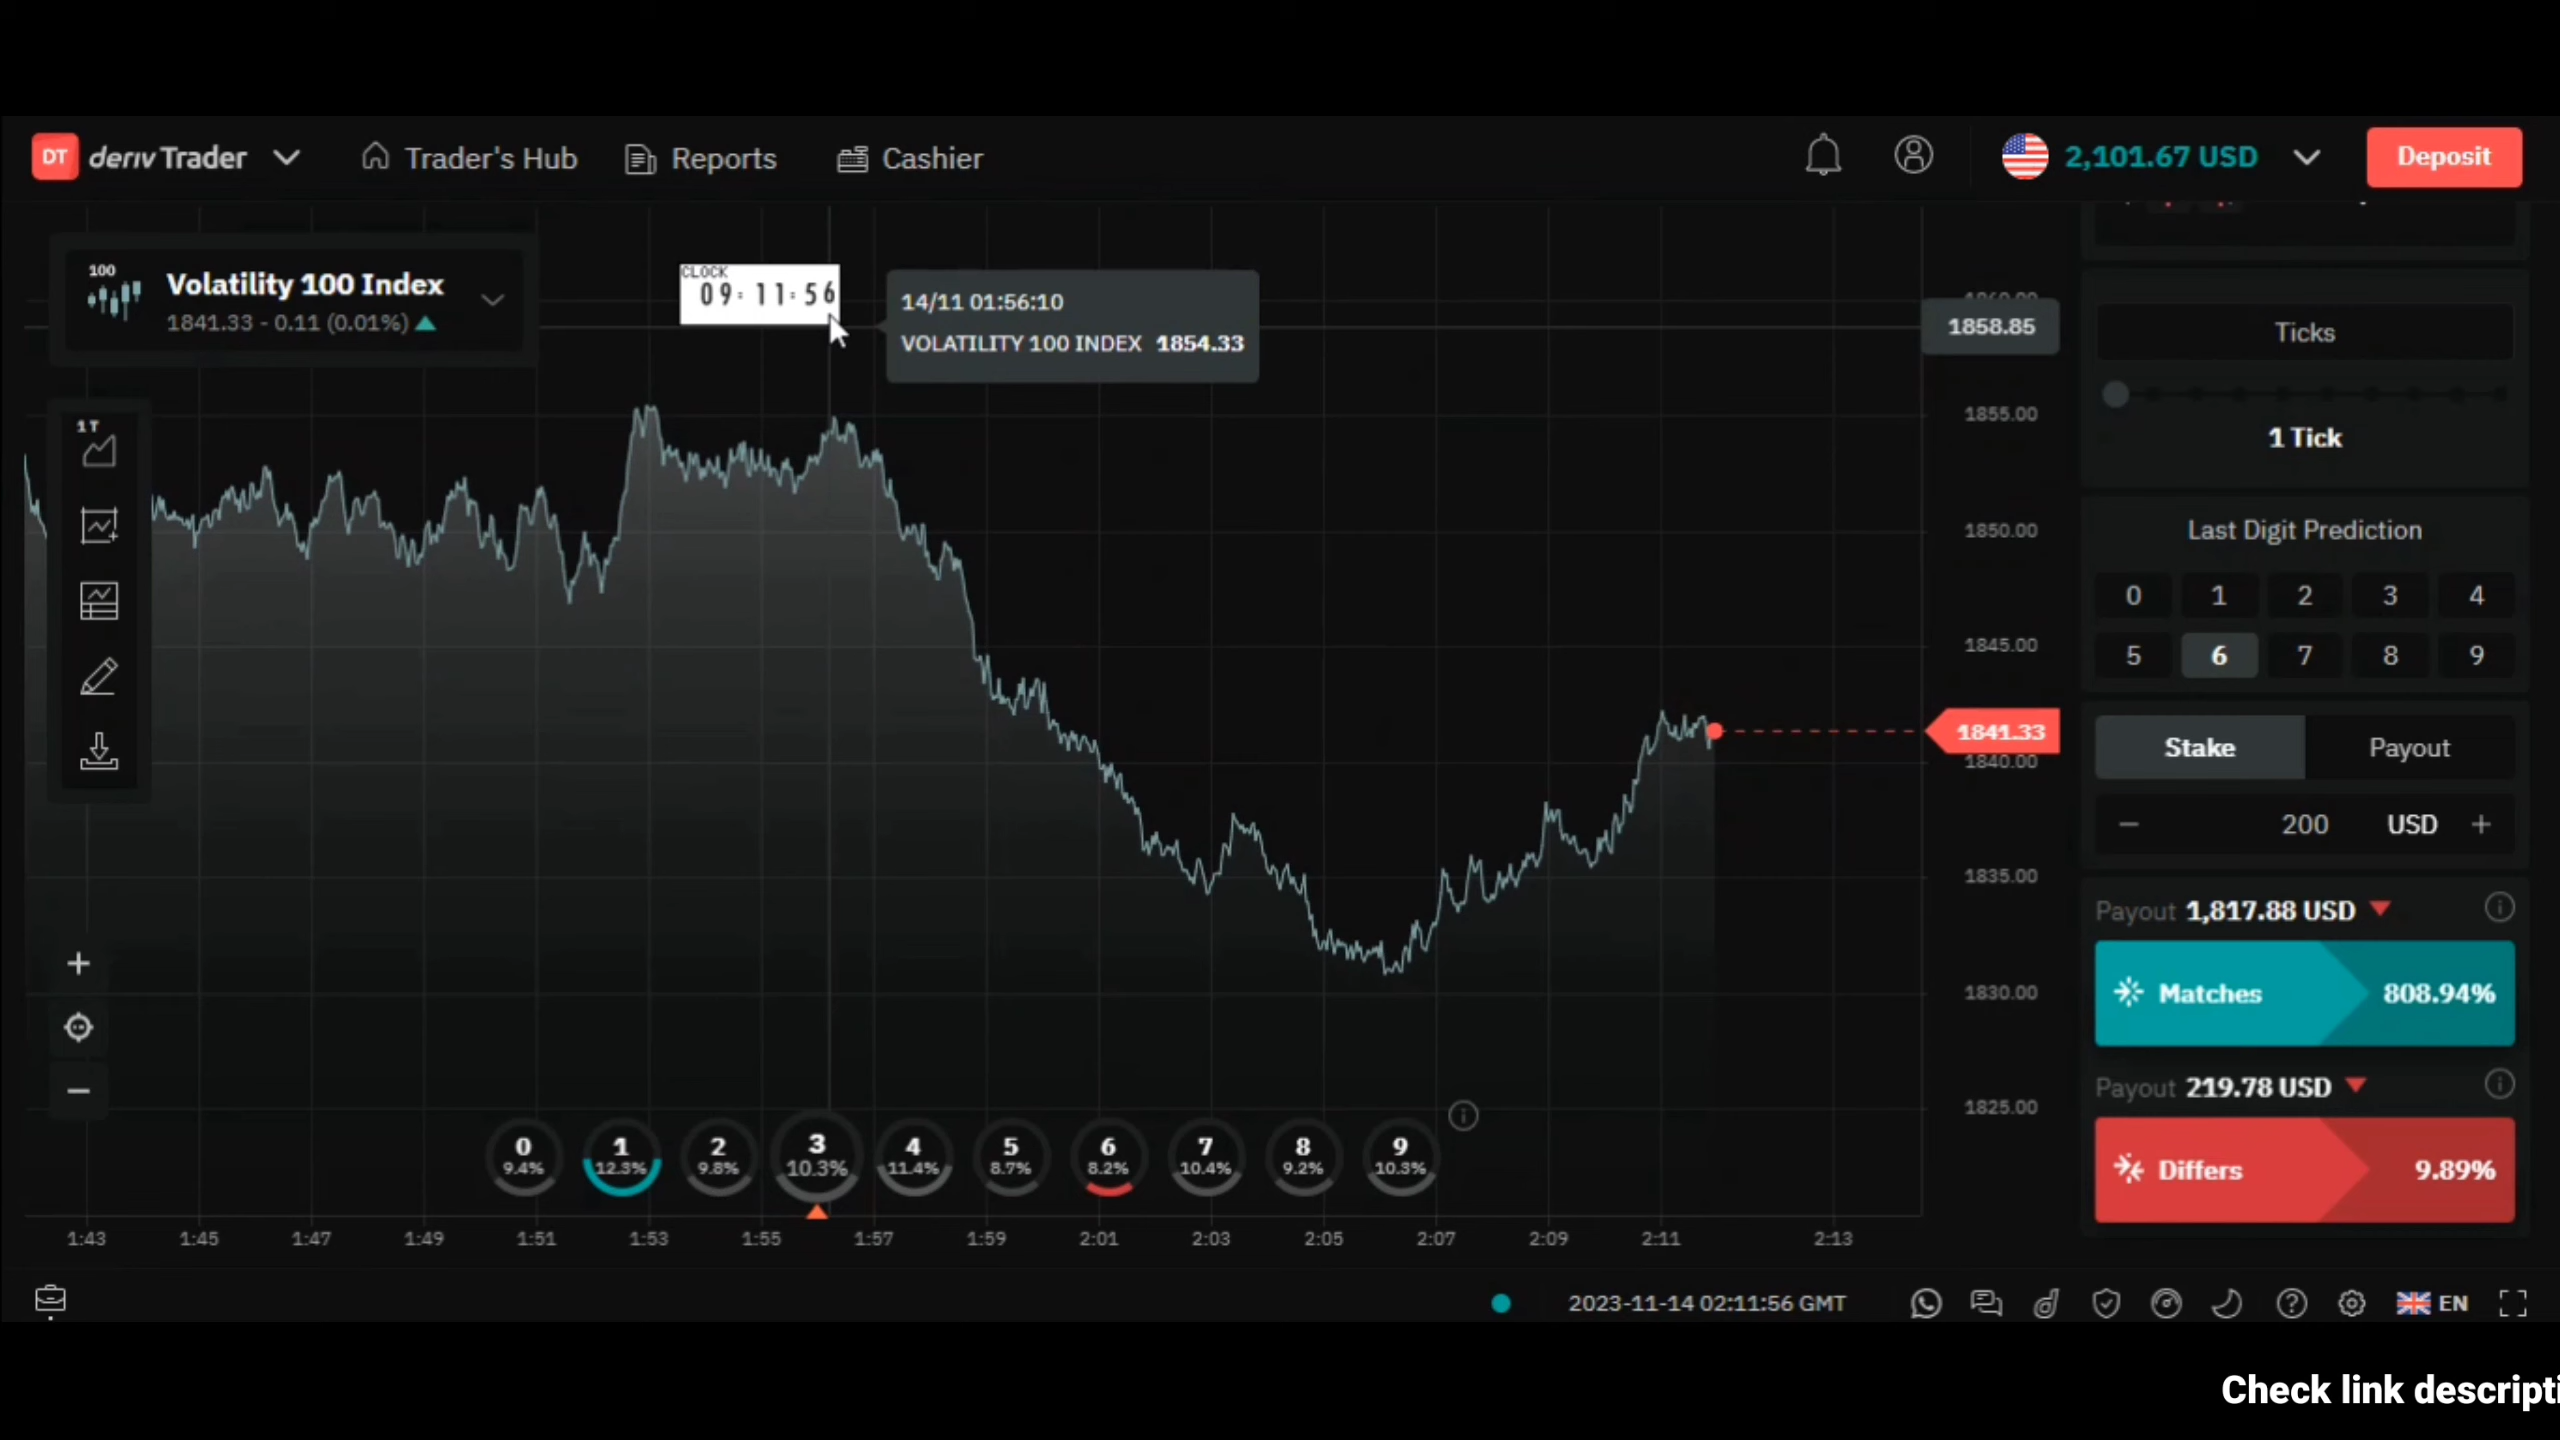 DT deriv Trader
Trader's Hub
Reports
Cashier
2,101.67 USD
Deposit
100
Volatility 100 Index
1841.33 - 0.11 (0.01%)
CLOCK
09:11:56
14/11 01:56:10
VOLATILITY 100 INDEX 1854.33
1860.00
1858.85
1855.00
1850.00
1845.00
1841.33
1840.00
1835.00
1830.00
1825.00
1T
Ticks
1 Tick
Last Digit Prediction
0 1 2 3 4
5 6 7 8 9
Stake Payout
− 200 USD +
Payout 1,817.88 USD
Matches 808.94%
Payout 219.78 USD
Differs 9.89%
0 1 2 3 4 5 6 7 8 9
9.4% 12.3% 9.8% 10.3% 11.4% 8.7% 8.2% 10.4% 9.2% 10.3%
1:43 1:45 1:47 1:49 1:51 1:53 1:55 1:57 1:59 2:01 2:03 2:05 2:07 2:09 2:11 2:13
2023-11-14 02:11:56 GMT
EN
Check link descripti